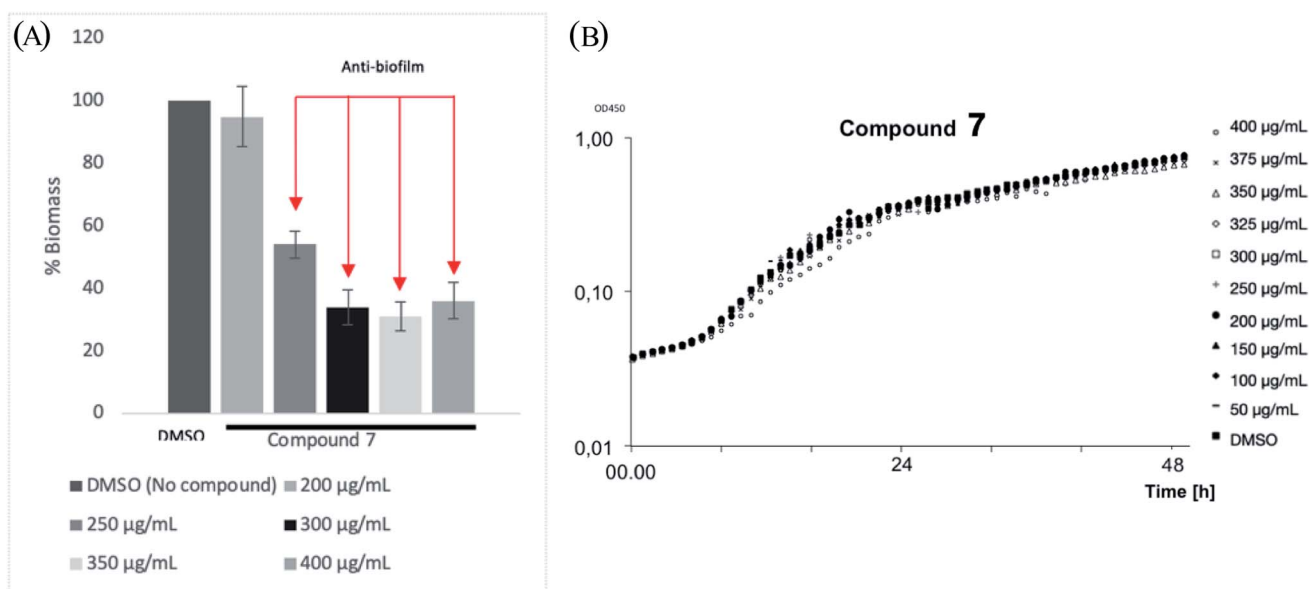 (A)
120
100
80
60
40
20
0
% Biomass
Anti-biofilm
DMSO
Compound 7
DMSO (No compound)
200 µg/mL
250 µg/mL
300 µg/mL
350 µg/mL
400 µg/mL
(B)
OD450
Compound 7
1,00
0,10
0,01
00.00
24
48
Time [h]
400 µg/mL
375 µg/mL
350 µg/mL
325 µg/mL
300 µg/mL
250 µg/mL
200 µg/mL
150 µg/mL
100 µg/mL
50 µg/mL
DMSO